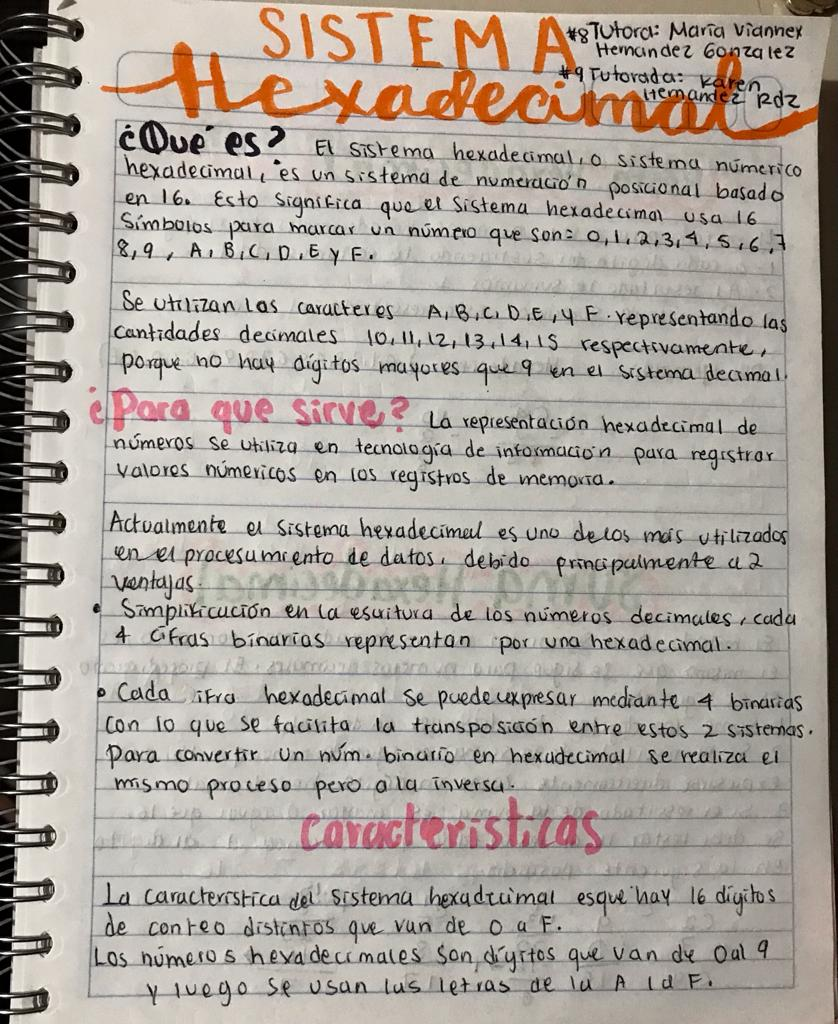 SISTEMA
#8 Tutora: María Viannex
Hernandez Gonzalez
#9 Tutorada: Karen
Hernandez Rdz
Hexadecimal
¿Qué es? El sistema hexadecimal, o sistema númerico
hexadecimal, es un sistema de numeración posicional basado
en 16. Esto significa que el sistema hexadecimal usa 16
símbolos para marcar un número que son: 0,1,2,3,4,5,6,7
8,9, A,B,C,D,E y F.
Se utilizan los caracteres A,B,C,D,E, y F representando las
cantidades decimales 10,11,12,13,14,15 respectivamente,
porque no hay dígitos mayores que 9 en el sistema decimal.
¿Para que sirve? La representación hexadecimal de
números se utiliza en tecnología de información para registrar
valores númericos en los registros de memoria.
Actualmente el sistema hexadecimal es uno de los más utilizados
en el procesamiento de datos, debido principalmente a 2
ventajas.
• Simplificación en la escritura de los números decimales, cada
4 cifras binarias representan por una hexadecimal.
• Cada ifra hexadecimal se puede expresar mediante 4 binarias
con lo que se facilita la transposición entre estos 2 sistemas.
Para convertir un núm. binario en hexadecimal se realiza el
mismo proceso pero a la inversa.
Características
La característica del sistema hexadecimal es que hay 16 dígitos
de conteo distintos que van de 0 a F.
Los números hexadecimales son dígitos que van de 0 al 9
y luego se usan las letras de la A la F.